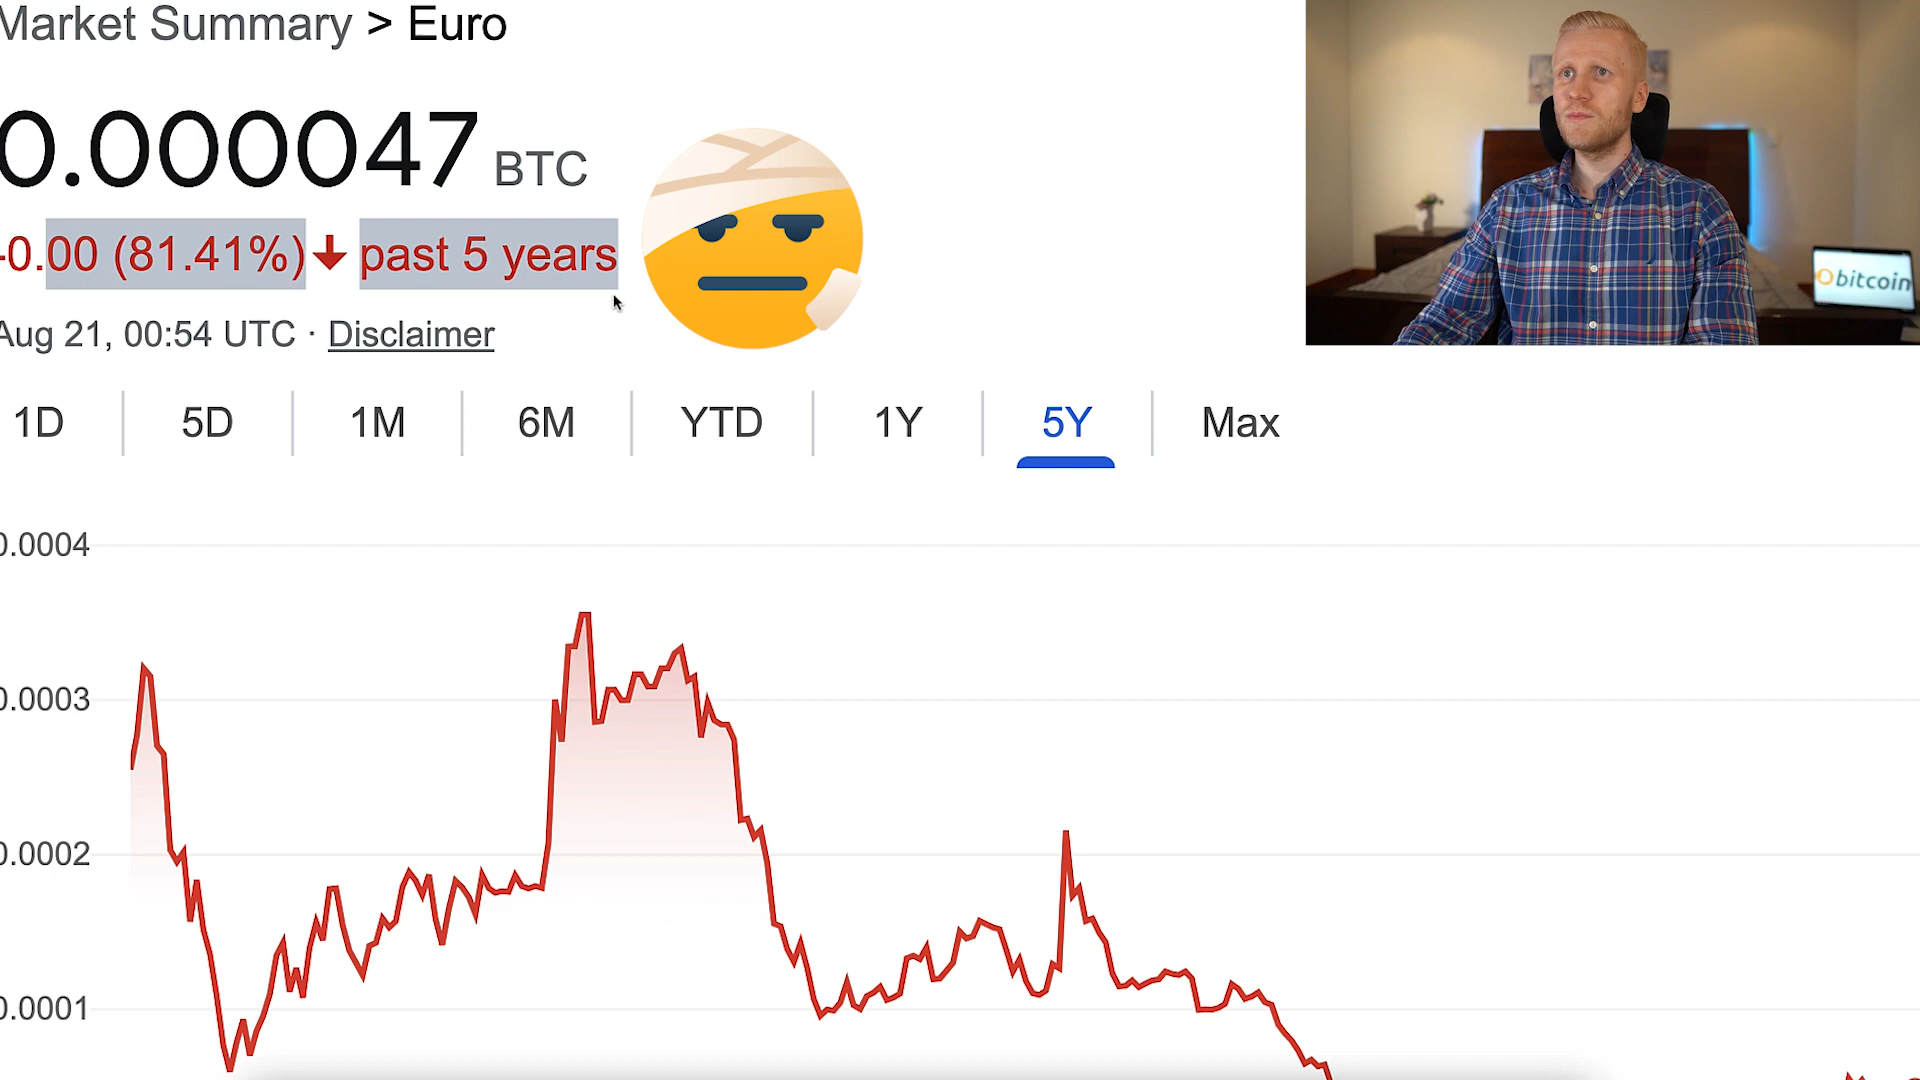 Market Summary > Euro
0.000047 BTC
-0.00 (81.41%) past 5 years
Aug 21, 00:54 UTC · Disclaimer
1D 5D 1M 6M YTD 1Y 5Y Max
0.0004
0.0003
0.0002
0.0001
bitcoin